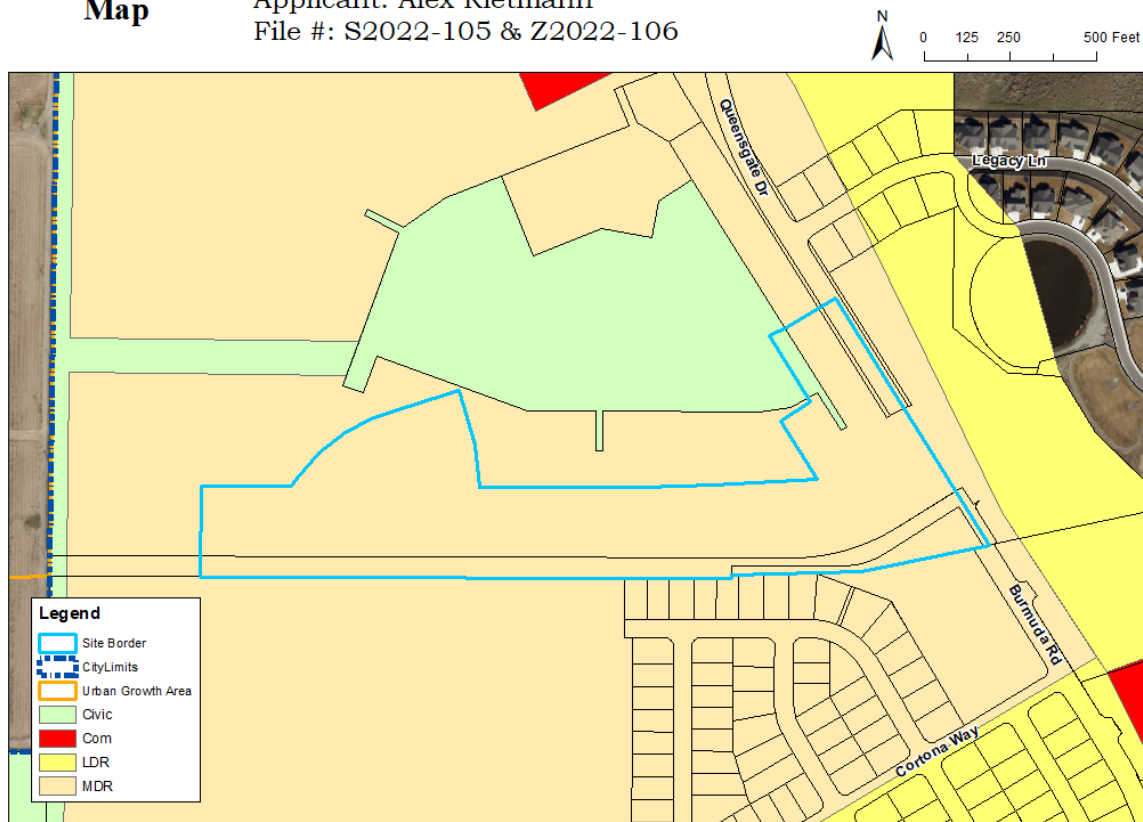 Map
Applicant: Alex Rietmann
File #: S2022-105 & Z2022-106
N
0 125 250 500 Feet
Queensgate Dr
Legacy Ln
Burmuda Rd
Cortona Way
Legend
Site Border
CityLimits
Urban Growth Area
Civic
Com
LDR
MDR